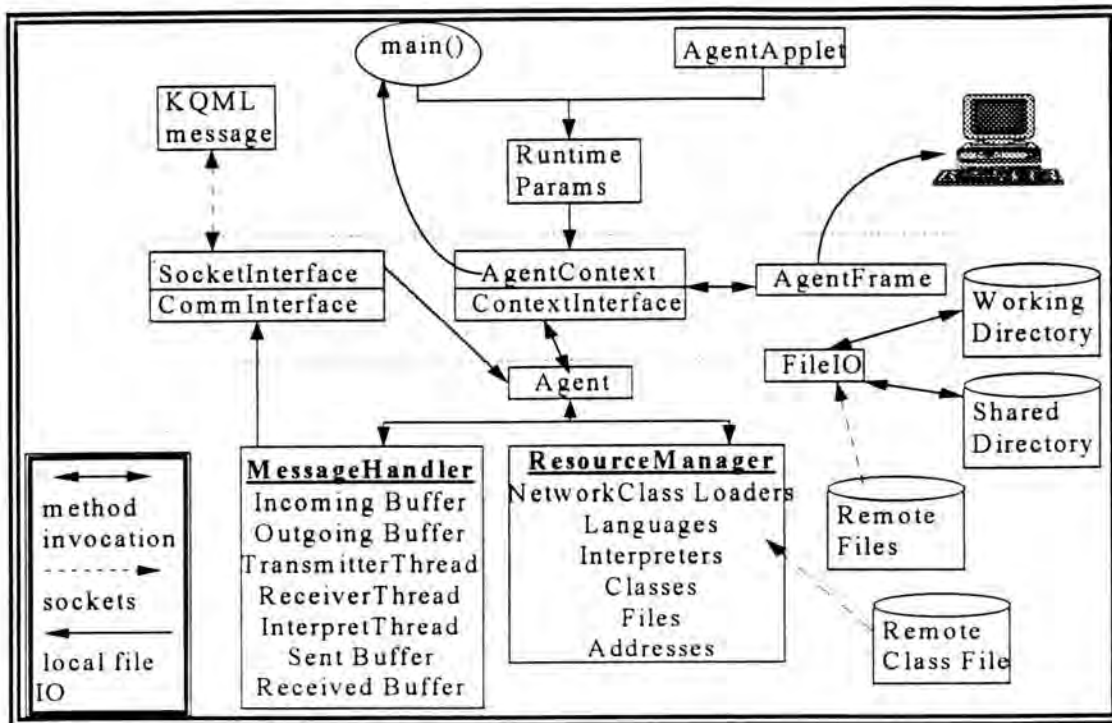 main()
AgentApplet
KQML
message
Runtime
Params
SocketInterface
CommInterface
AgentContext
ContextInterface
AgentFrame
Working
Directory
FileIO
Shared
Directory
Agent
MessageHandler
Incoming Buffer
Outgoing Buffer
TransmitterThread
ReceiverThread
InterpretThread
Sent Buffer
Received Buffer
ResourceManager
NetworkClass Loaders
Languages
Interpreters
Classes
Files
Addresses
Remote
Files
Remote
Class File
method
invocation
sockets
local file
IO